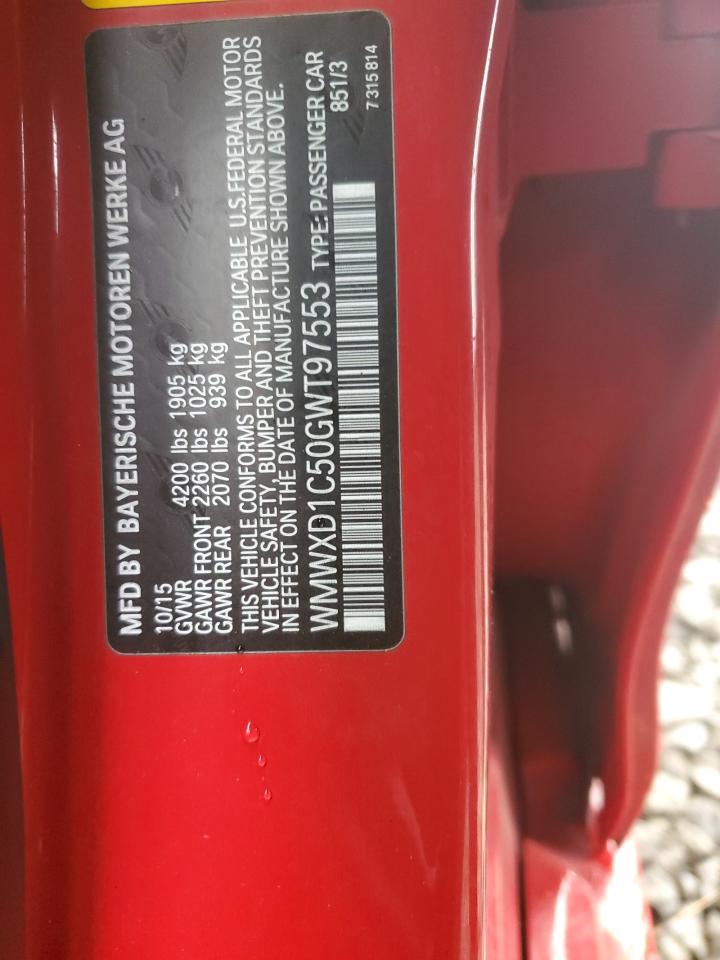 MFD BY BAYERISCHE MOTOREN WERKE AG
10/15
GVWR 4200 lbs 1905 kg
GAWR FRONT 2260 lbs 1025 kg
GAWR REAR 2070 lbs 939 kg
THIS VEHICLE CONFORMS TO ALL APPLICABLE U.S.FEDERAL MOTOR
VEHICLE SAFETY, BUMPER AND THEFT PREVENTION STANDARDS
IN EFFECT ON THE DATE OF MANUFACTURE SHOWN ABOVE.
WMWXD1C50GWT97553 TYPE: PASSENGER CAR
851/3
7 315 814